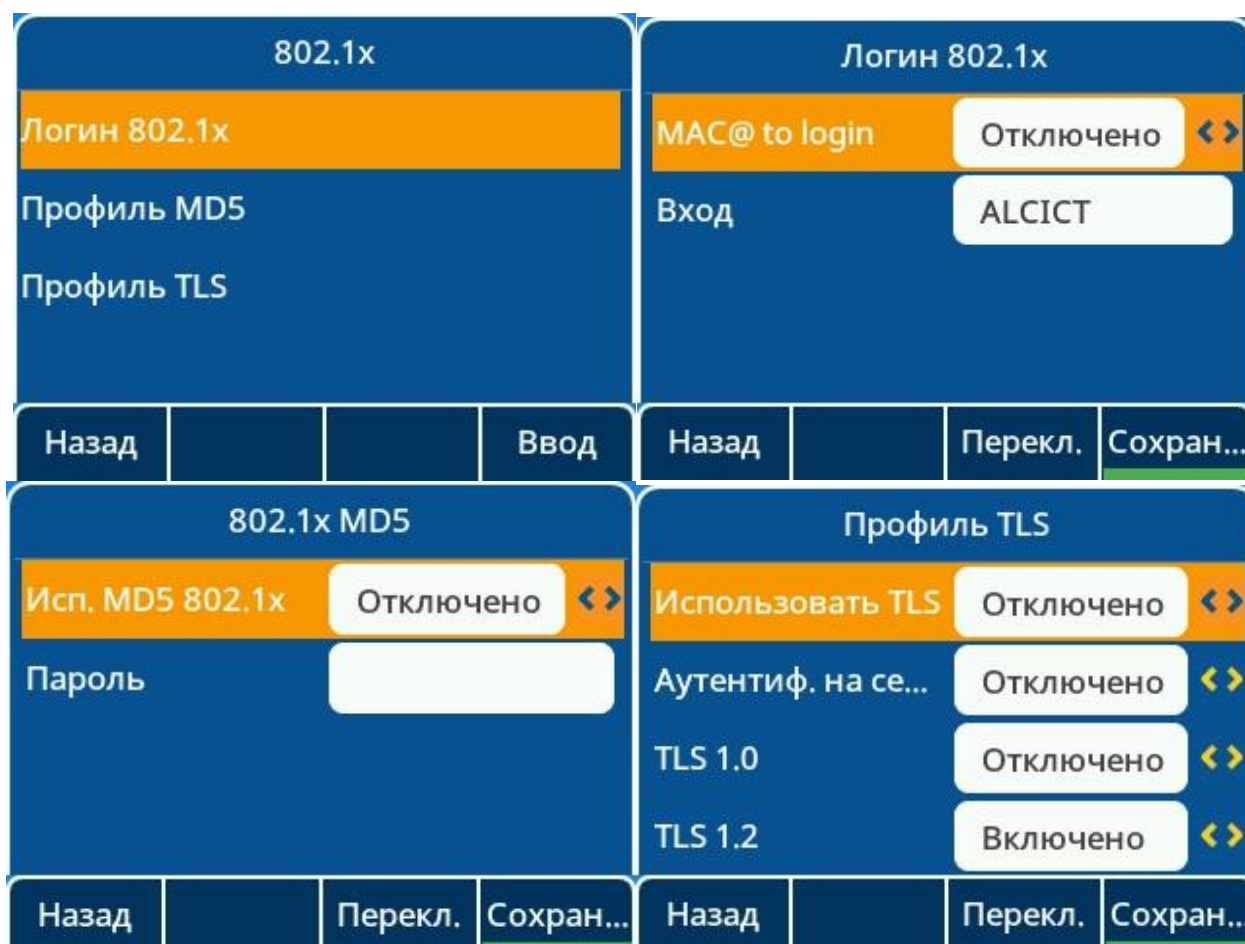 802.1x
Логин 802.1x
Профиль MD5
Профиль TLS
Назад Ввод
Логин 802.1x
MAC@ to login Отключено
Вход ALCICT
Назад Перекл. Сохран...
802.1x MD5
Исп. MD5 802.1x Отключено
Пароль
Назад Перекл. Сохран...
Профиль TLS
Использовать TLS Отключено
Аутентиф. на се... Отключено
TLS 1.0 Отключено
TLS 1.2 Включено
Назад Перекл. Сохран...